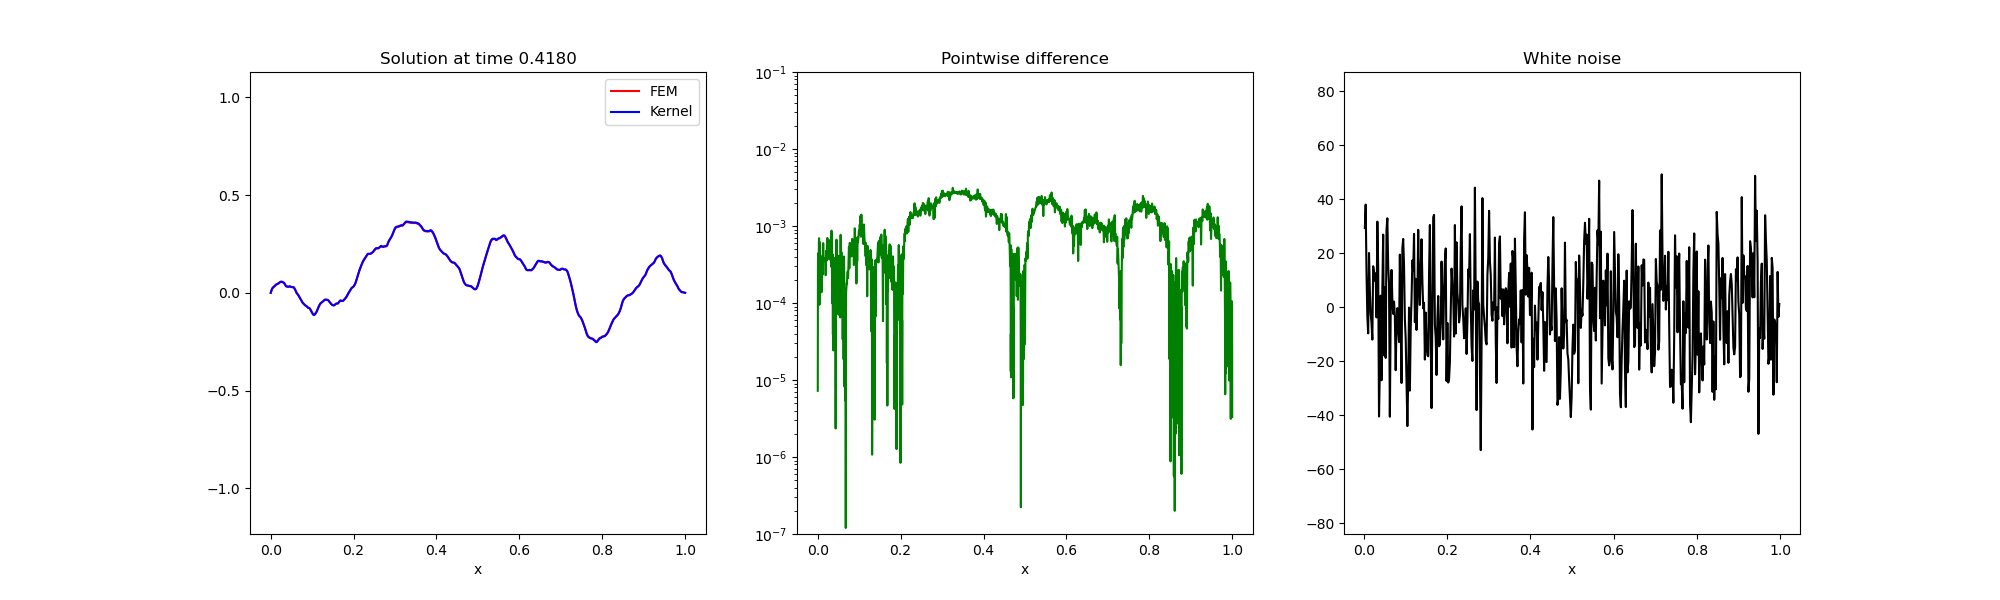 Solution at time 0.4180
1.0
0.5
0.0
−0.5
−1.0
0.0 0.2 0.4 0.6 0.8 1.0
x
FEM
Kernel
Pointwise difference
10⁻¹
10⁻²
10⁻³
10⁻⁴
10⁻⁵
10⁻⁶
10⁻⁷
0.0 0.2 0.4 0.6 0.8 1.0
x
White noise
80
60
40
20
0
−20
−40
−60
−80
0.0 0.2 0.4 0.6 0.8 1.0
x